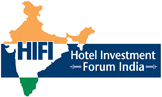 HIFI
Hotel Investment
Forum India